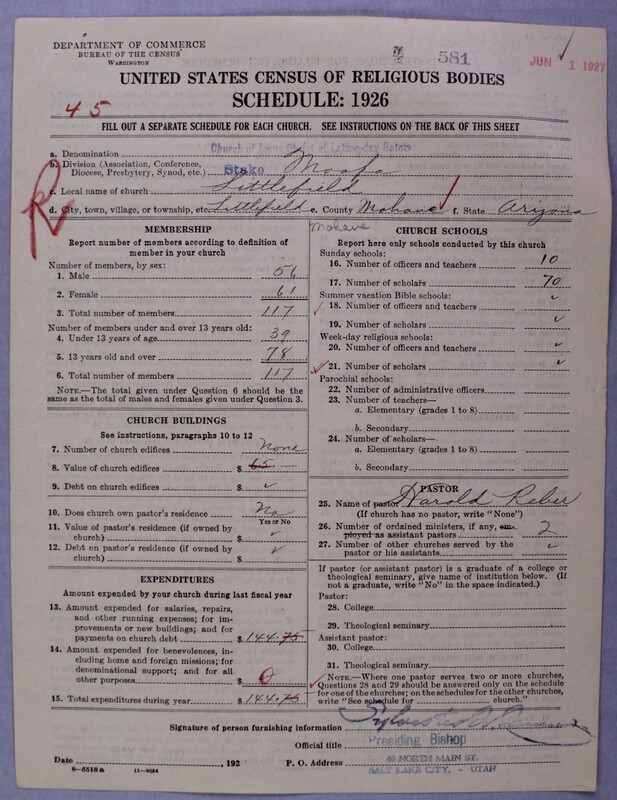 DEPARTMENT OF COMMERCE
BUREAU OF THE CENSUS
WASHINGTON
581
JUN 1 1927
UNITED STATES CENSUS OF RELIGIOUS BODIES
SCHEDULE: 1926
45
FILL OUT A SEPARATE SCHEDULE FOR EACH CHURCH. SEE INSTRUCTIONS ON THE BACK OF THIS SHEET
Church of Jesus Christ of Latter-day Saints
a. Denomination
b. Division (Association, Conference, Diocese, Presbytery, Synod, etc.) Stake Moapa
c. Local name of church Littlefield
d. City, town, village, or township, etc. Littlefield e. County Mohave f. State Arizona
R
Mohave
MEMBERSHIP
Report number of members according to definition of member in your church
Number of members, by sex:
1. Male 56
2. Female 61
3. Total number of members 117
Number of members under and over 13 years old:
4. Under 13 years of age 39
5. 13 years old and over 78
6. Total number of members 117
NOTE.—The total given under Question 6 should be the same as the total of males and females given under Question 3.
CHURCH BUILDINGS
See instructions, paragraphs 10 to 12
7. Number of church edifices None
8. Value of church edifices $ 65 —
9. Debt on church edifices $ ✓
10. Does church own pastor's residence No
Yes or No
11. Value of pastor's residence (if owned by church) $ ✓
12. Debt on pastor's residence (if owned by church) $ ✓
EXPENDITURES
Amount expended by your church during last fiscal year
13. Amount expended for salaries, repairs, and other running expenses; for improvements or new buildings; and for payments on church debt $ 144.75
14. Amount expended for benevolences, including home and foreign missions; for denominational support; and for all other purposes $ 0
15. Total expenditures during year $ 144.75
CHURCH SCHOOLS
Report here only schools conducted by this church
Sunday schools:
16. Number of officers and teachers 10
17. Number of scholars 70
Summer vacation Bible schools:
18. Number of officers and teachers ✓
19. Number of scholars ✓
Week-day religious schools:
20. Number of officers and teachers ✓
21. Number of scholars ✓
Parochial schools:
22. Number of administrative officers
23. Number of teachers—
a. Elementary (grades 1 to 8)
b. Secondary
24. Number of scholars—
a. Elementary (grades 1 to 8)
b. Secondary
PASTOR
25. Name of pastor Harold Reber
(If church has no pastor, write "None")
26. Number of ordained ministers, if any, employed as assistant pastors 2
27. Number of other churches served by the pastor or his assistants ✓
If pastor (or assistant pastor) is a graduate of a college or theological seminary, give name of institution below. (If not a graduate, write "No" in the space indicated.)
Pastor:
28. College
29. Theological seminary
Assistant pastor:
30. College
31. Theological seminary
NOTE.—Where one pastor serves two or more churches, Questions 28 and 29 should be answered only on the schedule for one of the churches; on the schedules for the other churches, write "See schedule for church."
Signature of person furnishing information Sylvester Q. Cannon
Official title Presiding Bishop
Date , 192 P. O. Address 40 NORTH MAIN ST.
SALT LAKE CITY, - UTAH
8—5518a 11—9554